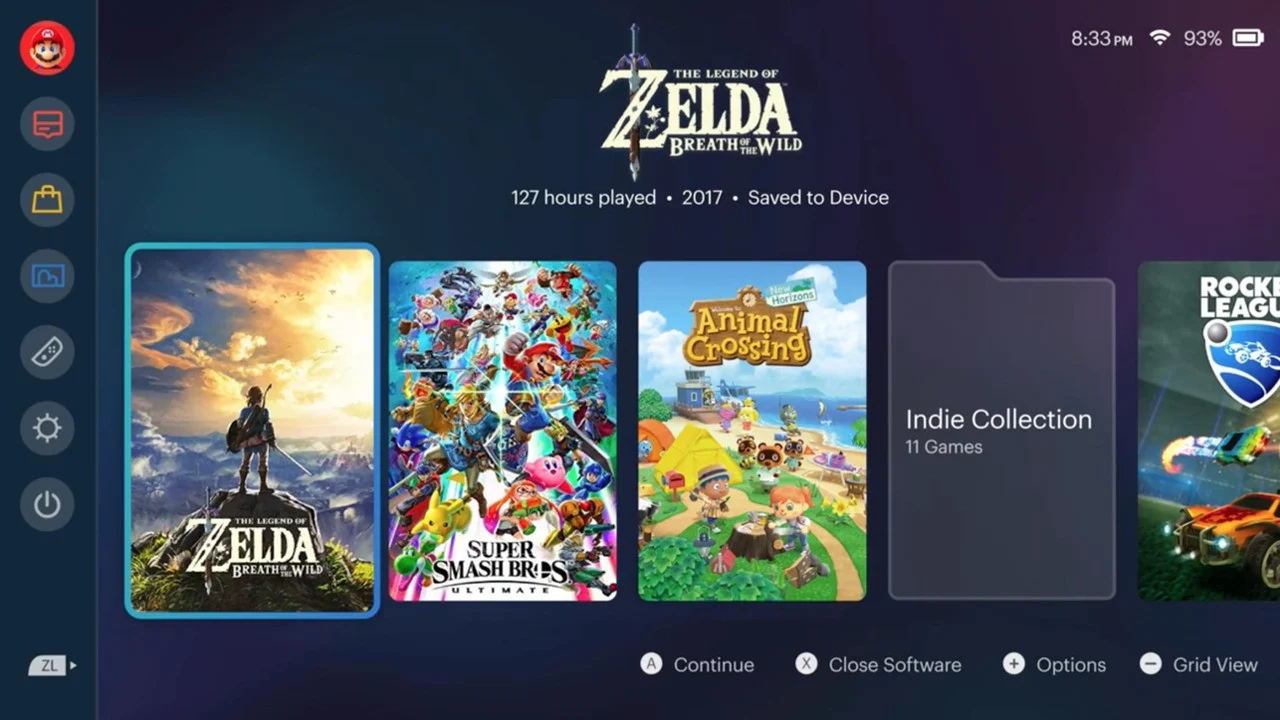 8:33 PM 93%
THE LEGEND OF
ZELDA
BREATH OF THE WILD
127 hours played • 2017 • Saved to Device
THE LEGEND OF
ZELDA
BREATH OF THE WILD
SUPER
SMASH BROS.
ULTIMATE
New
Horizons
Welcome to
Animal
Crossing
Indie Collection
11 Games
ROCKE
LEAGU
ZL
A Continue X Close Software + Options − Grid View